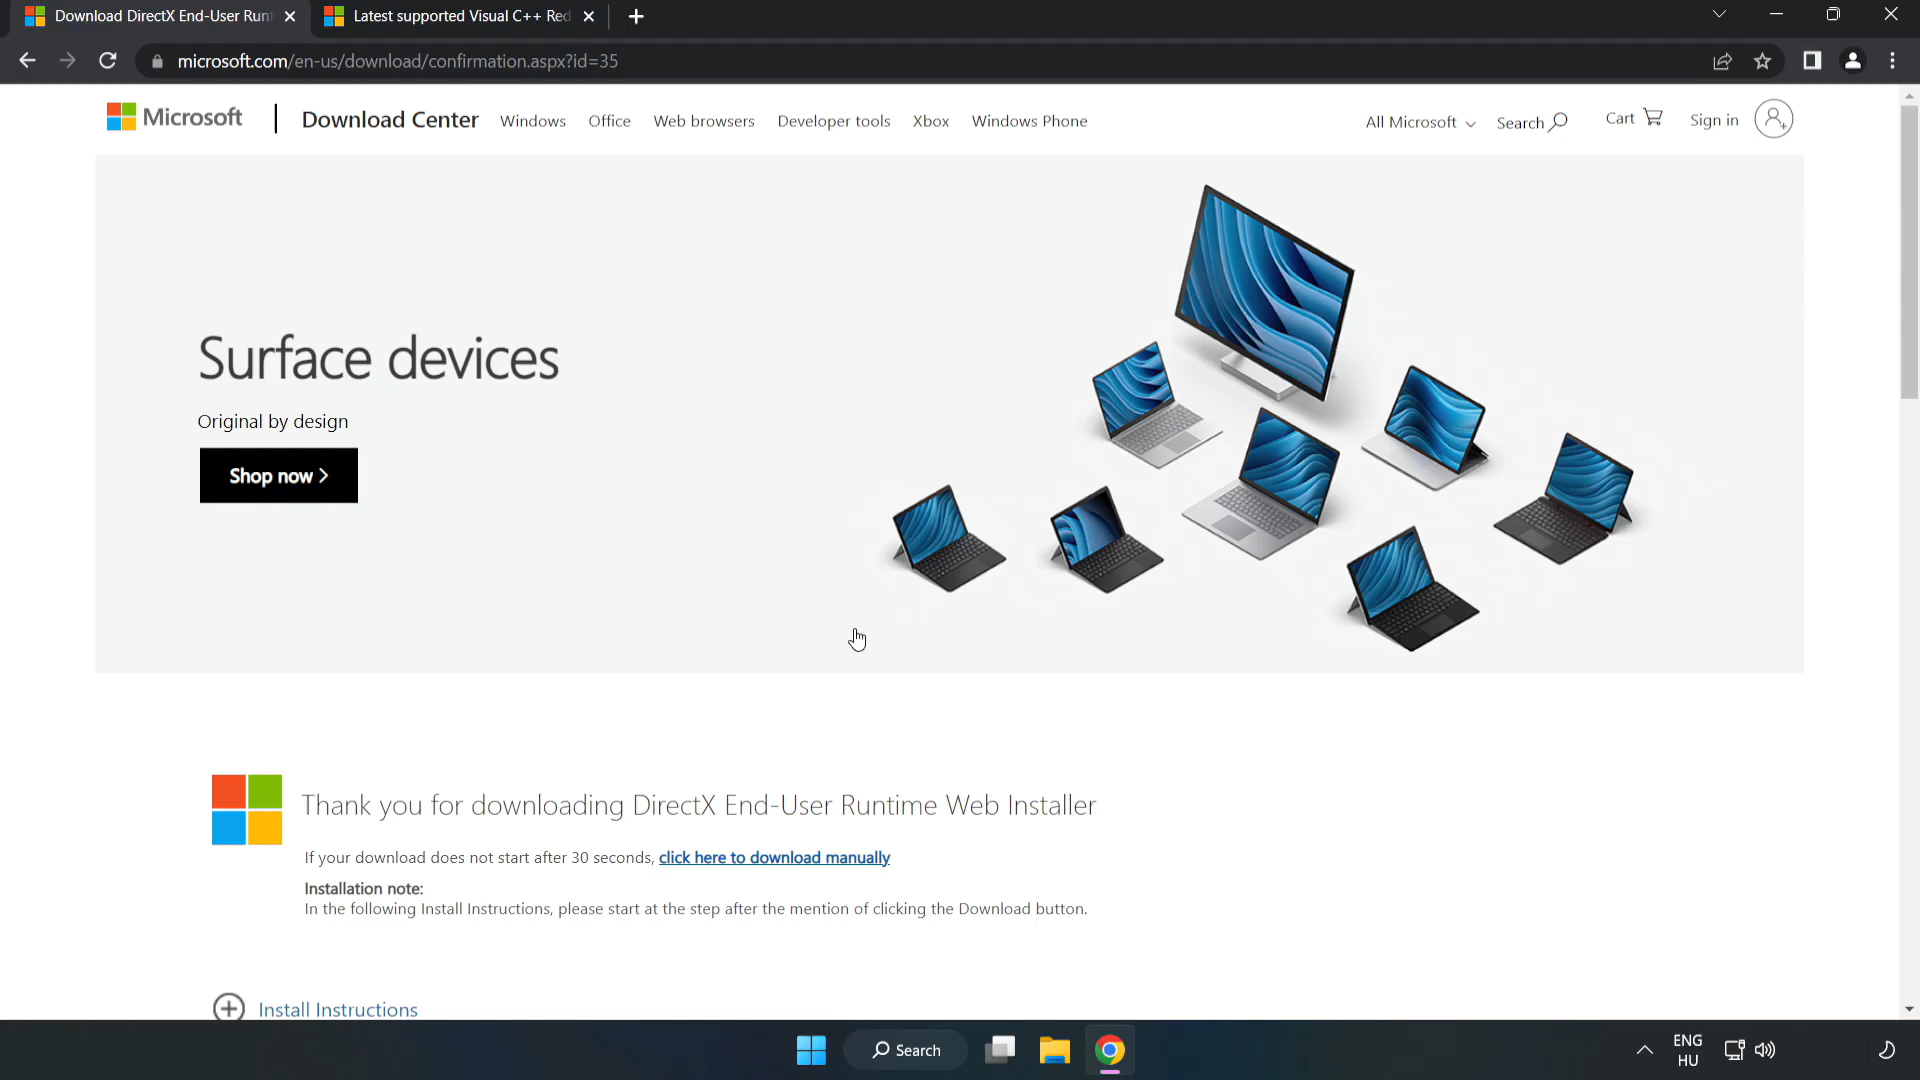 Download DirectX End-User Runt
Latest supported Visual C++ Red
microsoft.com/en-us/download/confirmation.aspx?id=35
Microsoft
Download Center
Windows
Office
Web browsers
Developer tools
Xbox
Windows Phone
All Microsoft
Search
Cart
Sign in
Surface devices
Original by design
Shop now
Thank you for downloading DirectX End-User Runtime Web Installer
If your download does not start after 30 seconds, click here to download manually
Installation note:
In the following Install Instructions, please start at the step after the mention of clicking the Download button.
Install Instructions
Search
ENG
HU